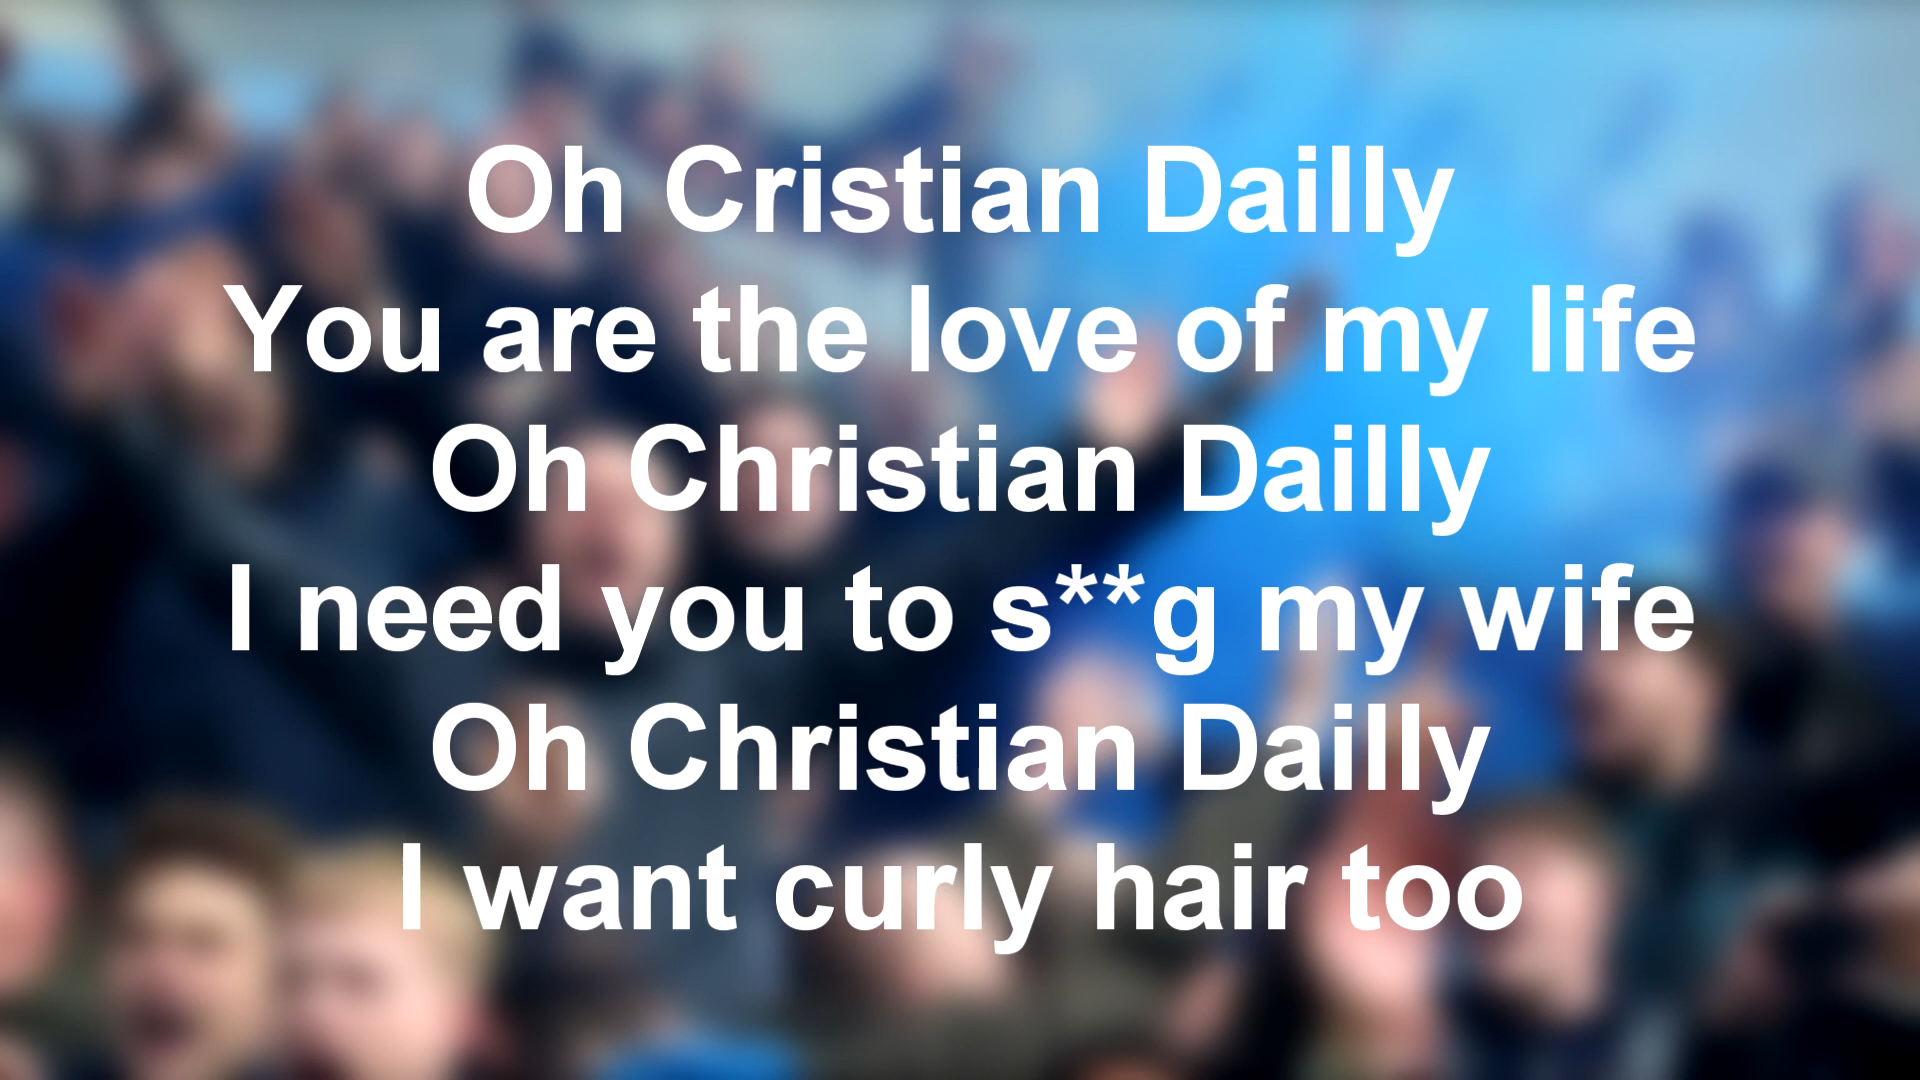 Oh Cristian Dailly
You are the love of my life
Oh Christian Dailly
I need you to s**g my wife
Oh Christian Dailly
I want curly hair too